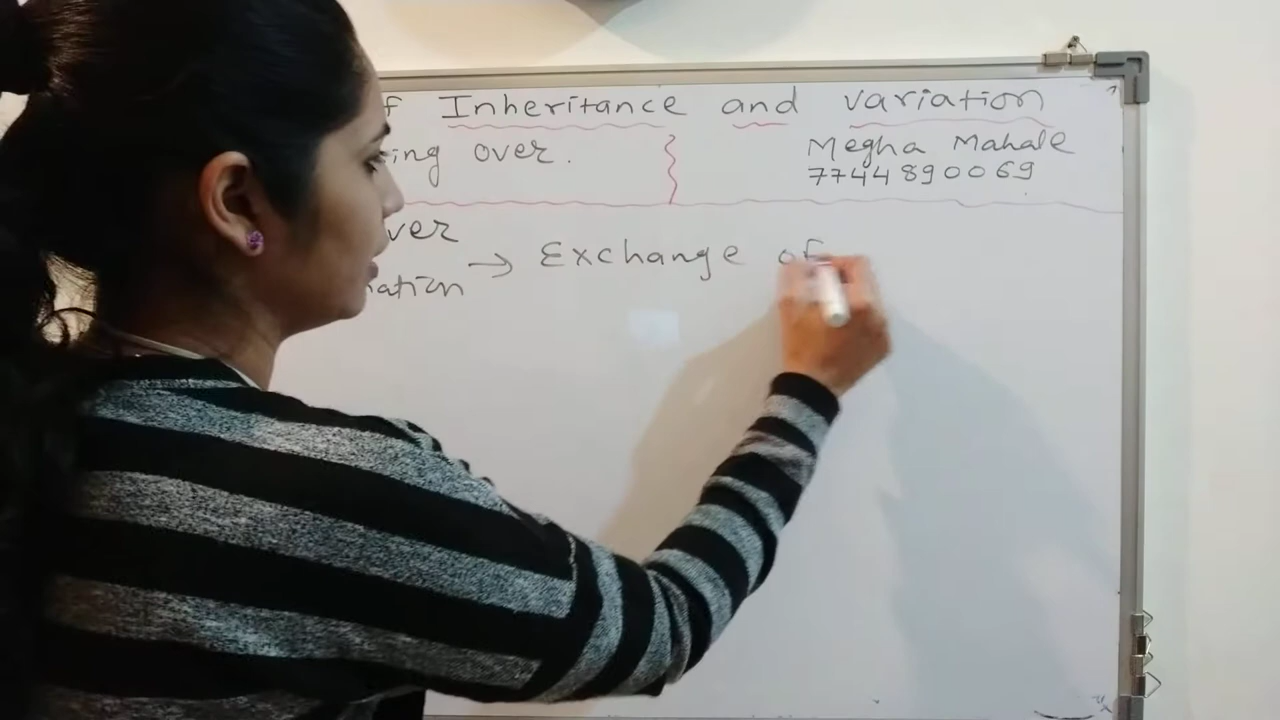 f Inheritance and variation
ing over.
Megha Mahale
7744890069
ver
ation → Exchange of